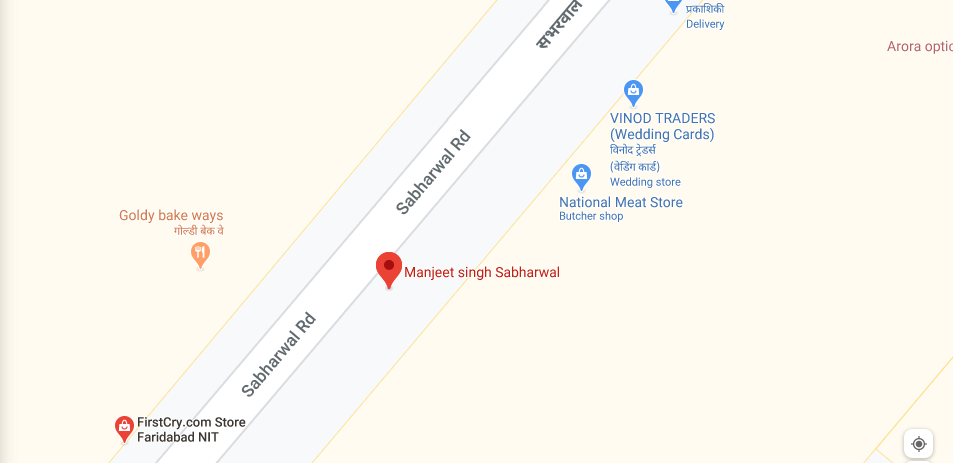 सभरवाल
प्रकाशिकी
Delivery
Arora optic
VINOD TRADERS
(Wedding Cards)
विनोद ट्रेडर्स
(वेडिंग कार्ड)
Wedding store
Sabharwal Rd
National Meat Store
Butcher shop
Goldy bake ways
गोल्डी बेक वे
Manjeet singh Sabharwal
Sabharwal Rd
FirstCry.com Store
Faridabad NIT